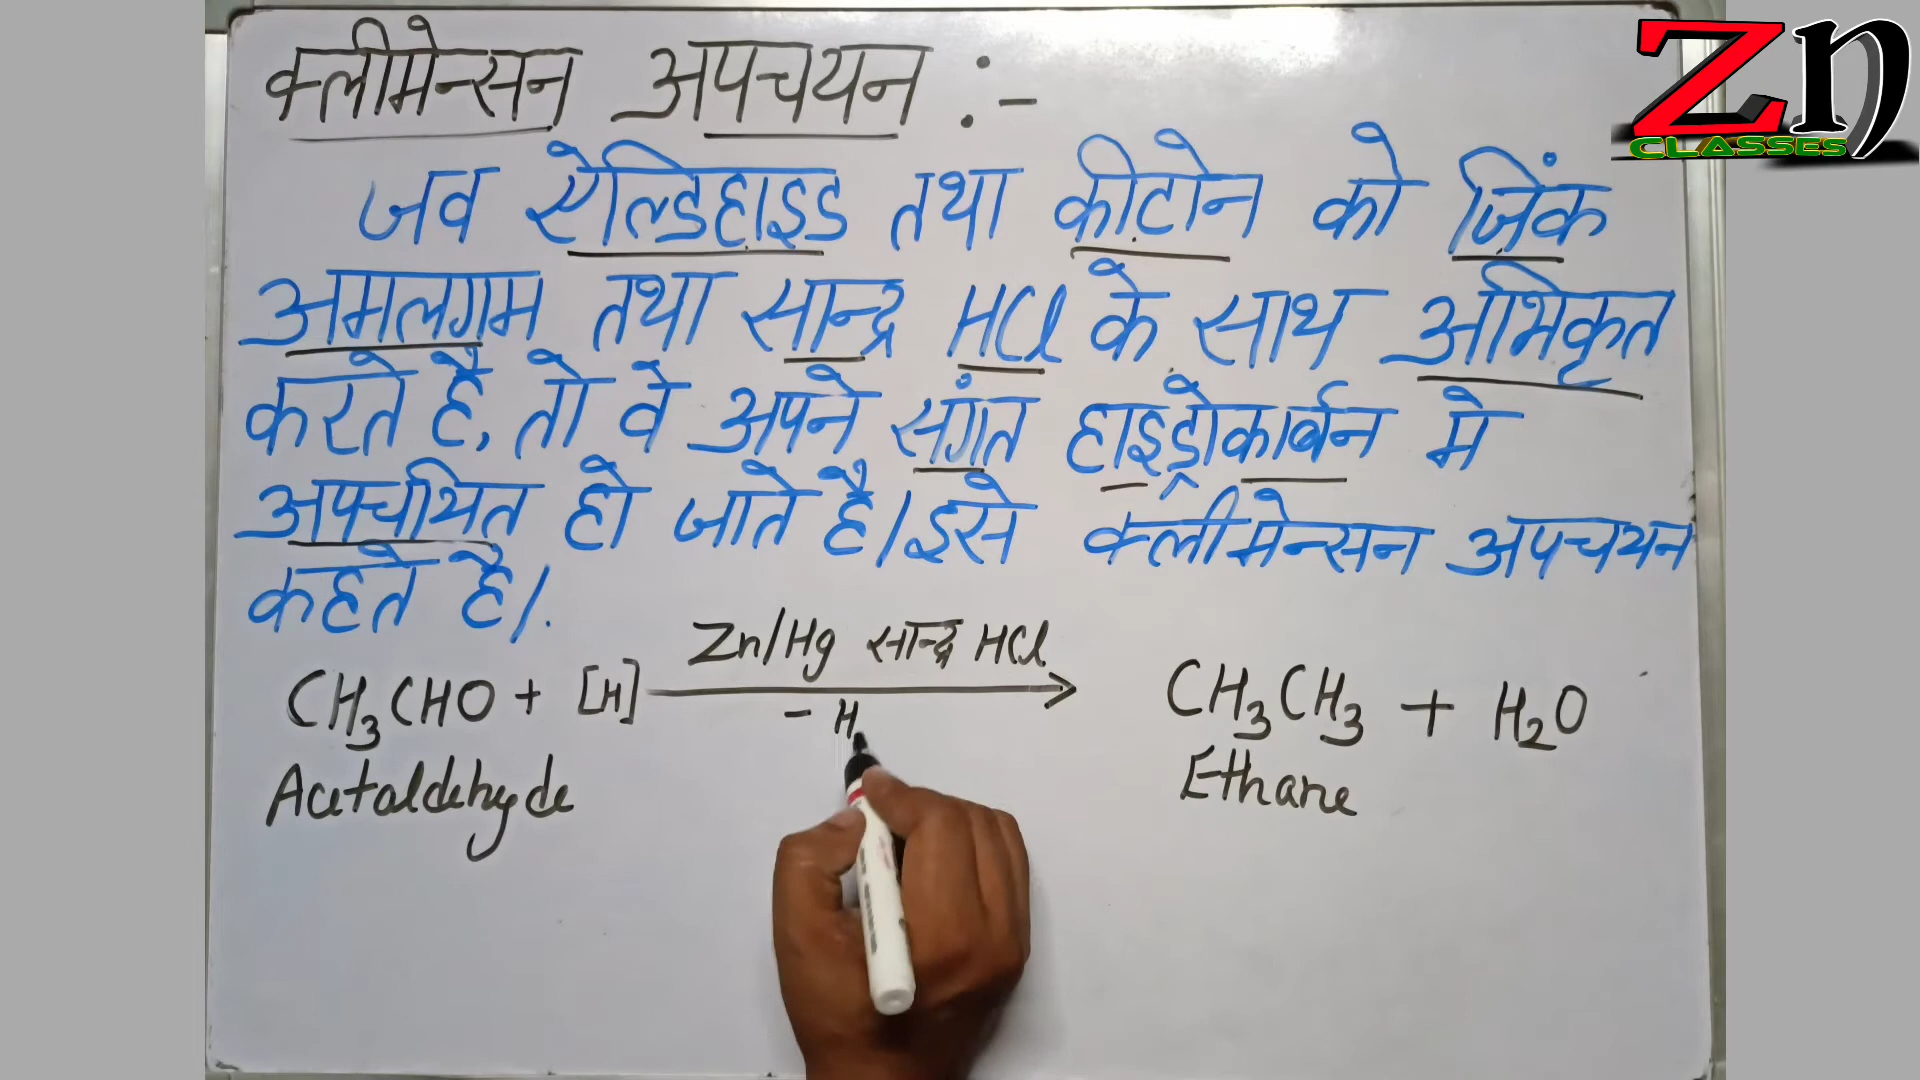 क्लीमेन्सन अपचयन :-
Zn
CLASSES
जव ऐल्डिहाइड तथा कीटोन को जिंक
अमलगम तथा सान्द्र HCl के साथ अभिकृत
करते है, तो वे अपने संगत हाइड्रोकार्बन मे
अपचयित हो जाते है। इसे क्लीमेन्सन अपचयन
कहते है।.
Zn/Hg सान्द्र HCl
CH₃CHO + [H] → CH₃CH₃ + H₂O
- H
Acetaldehyde Ethane